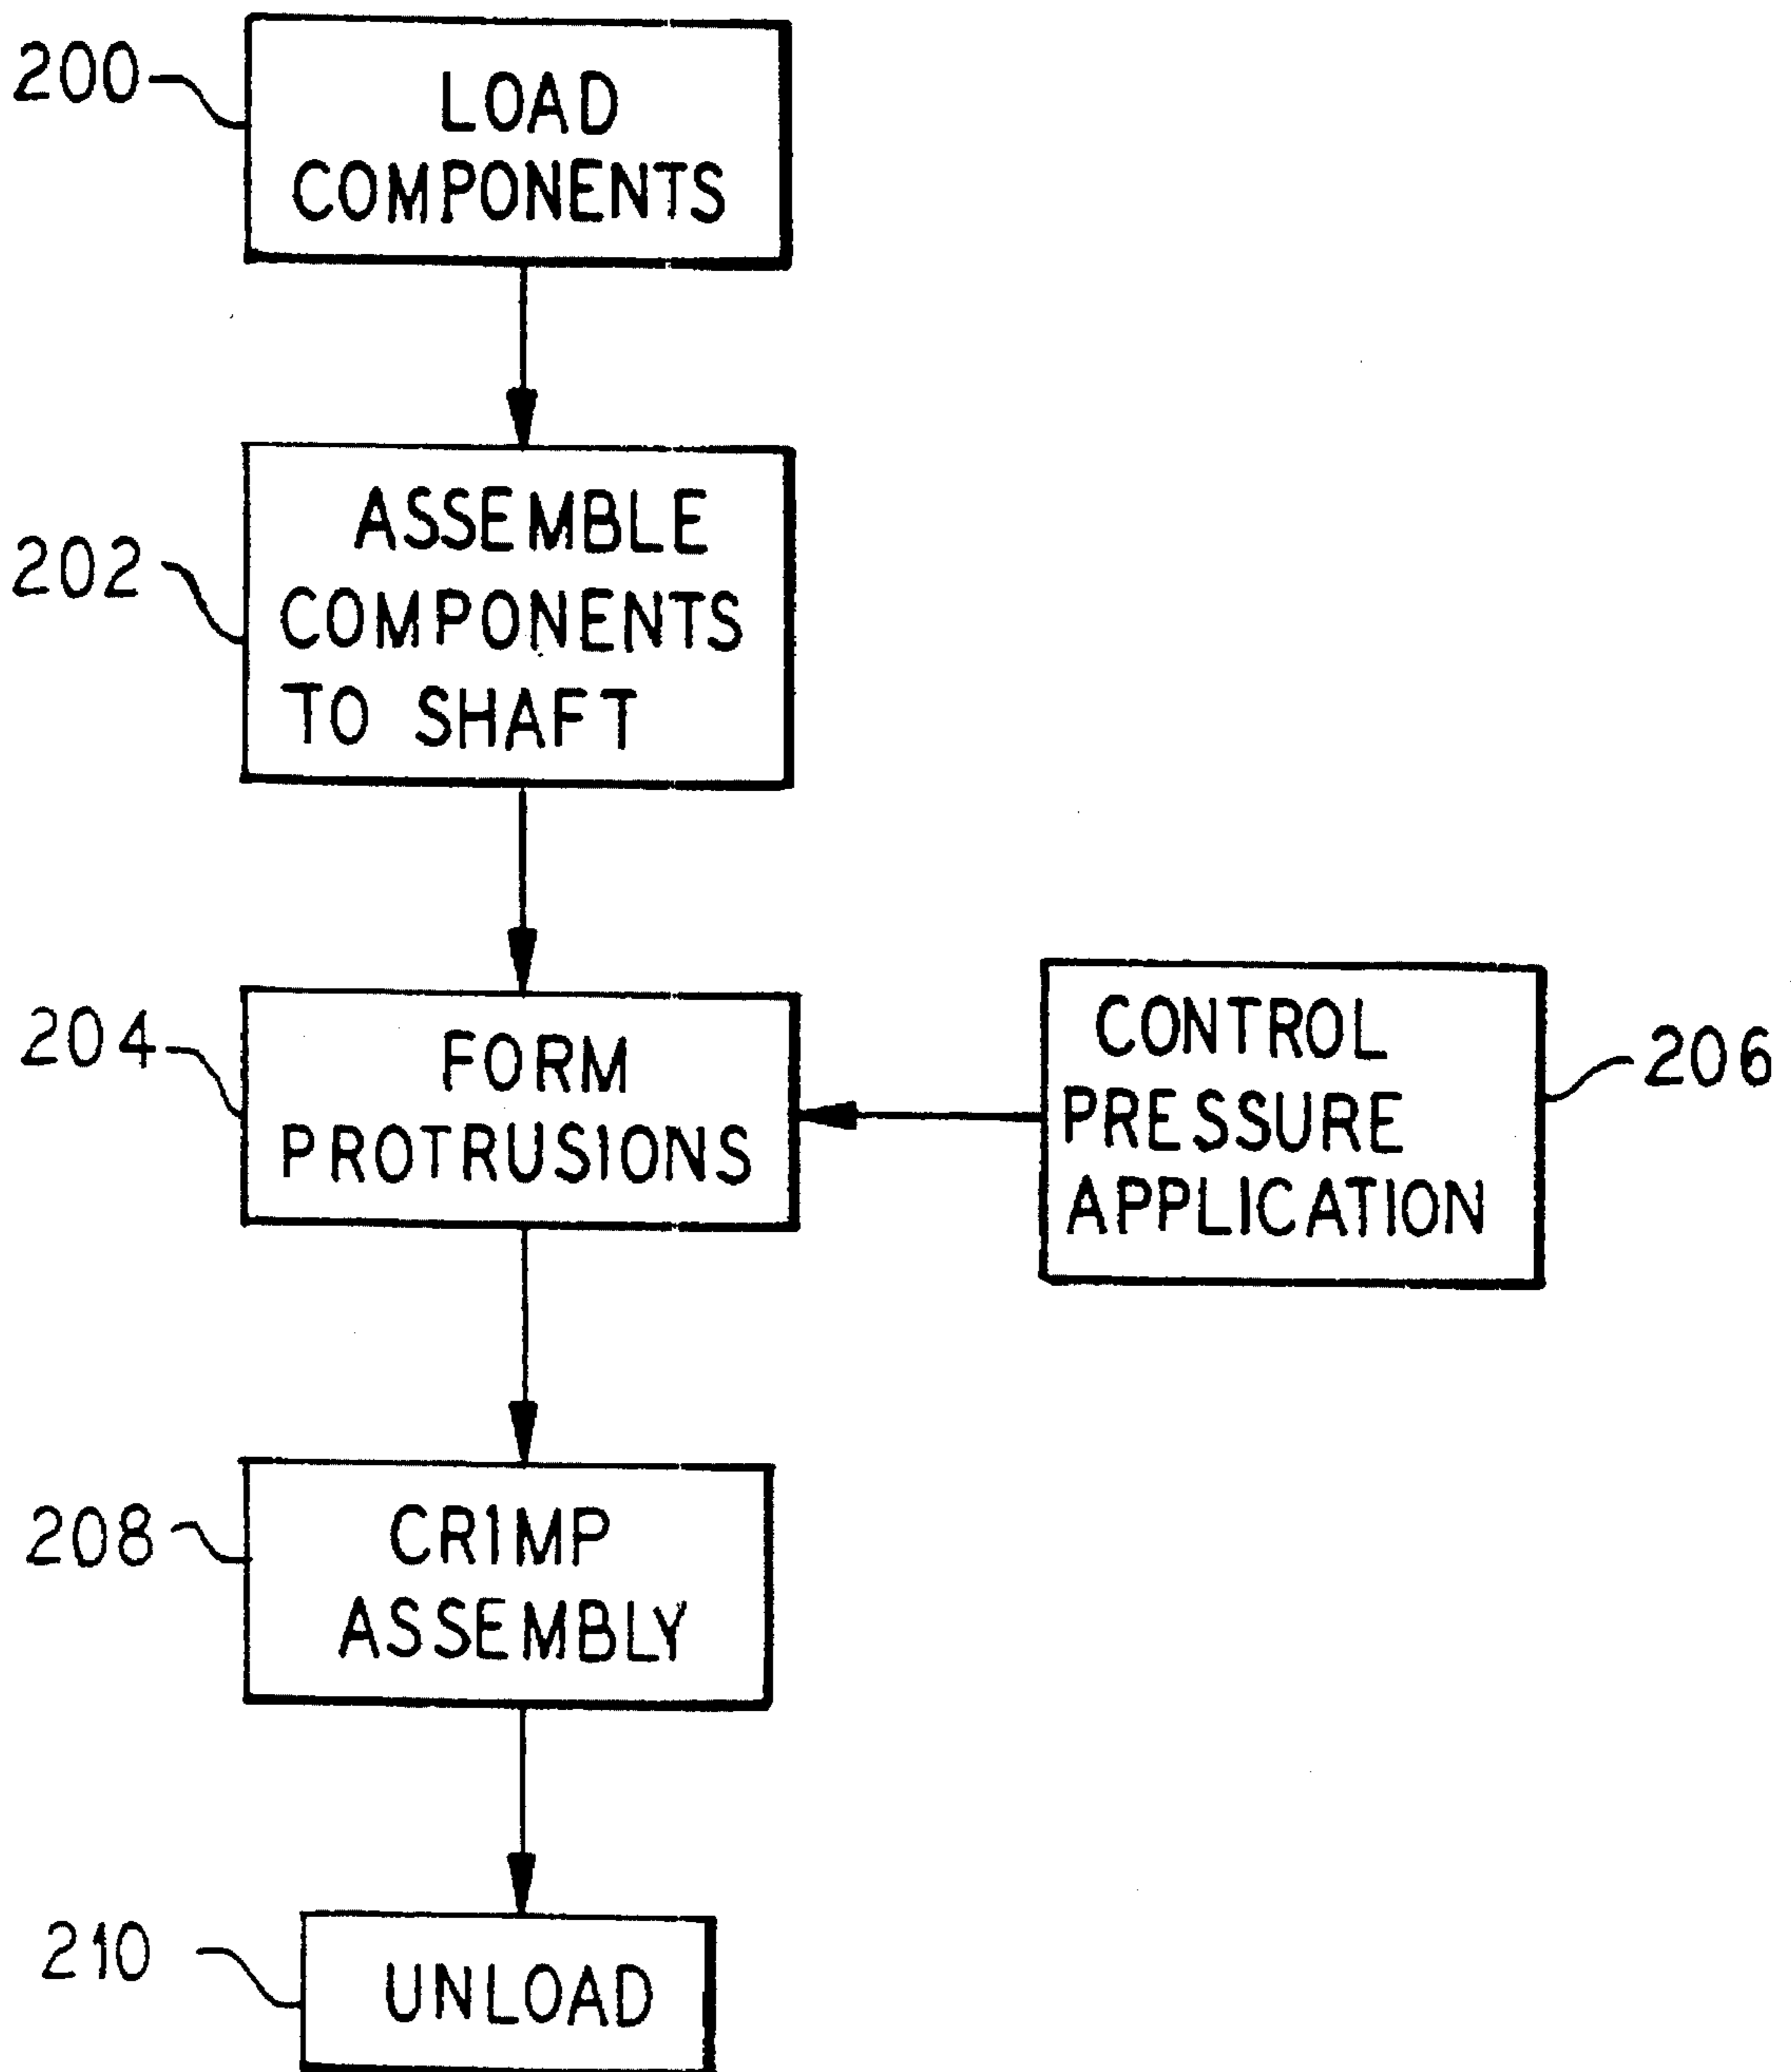 200
LOAD
COMPONENTS
202
ASSEMBLE
COMPONENTS
TO SHAFT
204
FORM
PROTRUSIONS
CONTROL
PRESSURE
APPLICATION
206
208
CRIMP
ASSEMBLY
210
UNLOAD